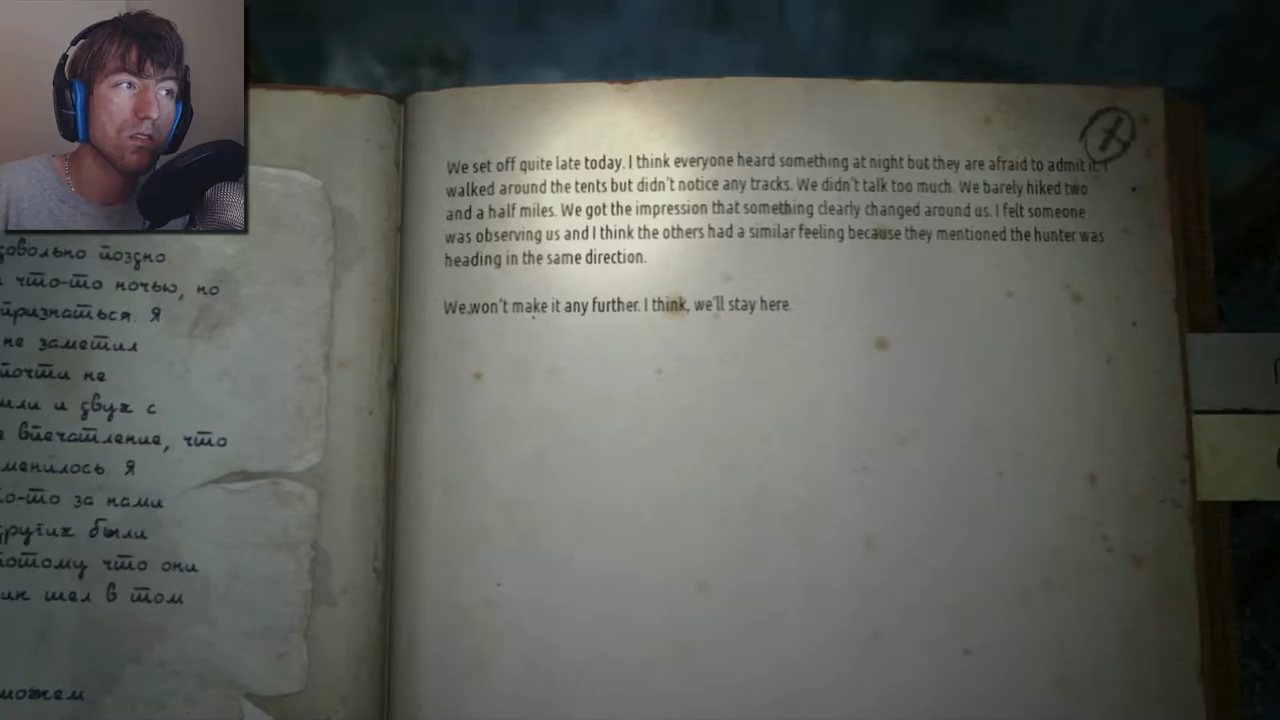 довольно поздно.
что-то ночью, но
признаться. Я
не заметил
почти не
мили и двух с
впечатление, что
менилось. Я
то-то за нами
других были
потому что они
ик шел в том
можем
We set off quite late today. I think everyone heard something at night but they are afraid to admit it. I
walked around the tents but didn't notice any tracks. We didn't talk too much. We barely hiked two
and a half miles. We got the impression that something clearly changed around us. I felt someone
was observing us and I think the others had a similar feeling because they mentioned the hunter was
heading in the same direction.
We won't make it any further. I think, we'll stay here.